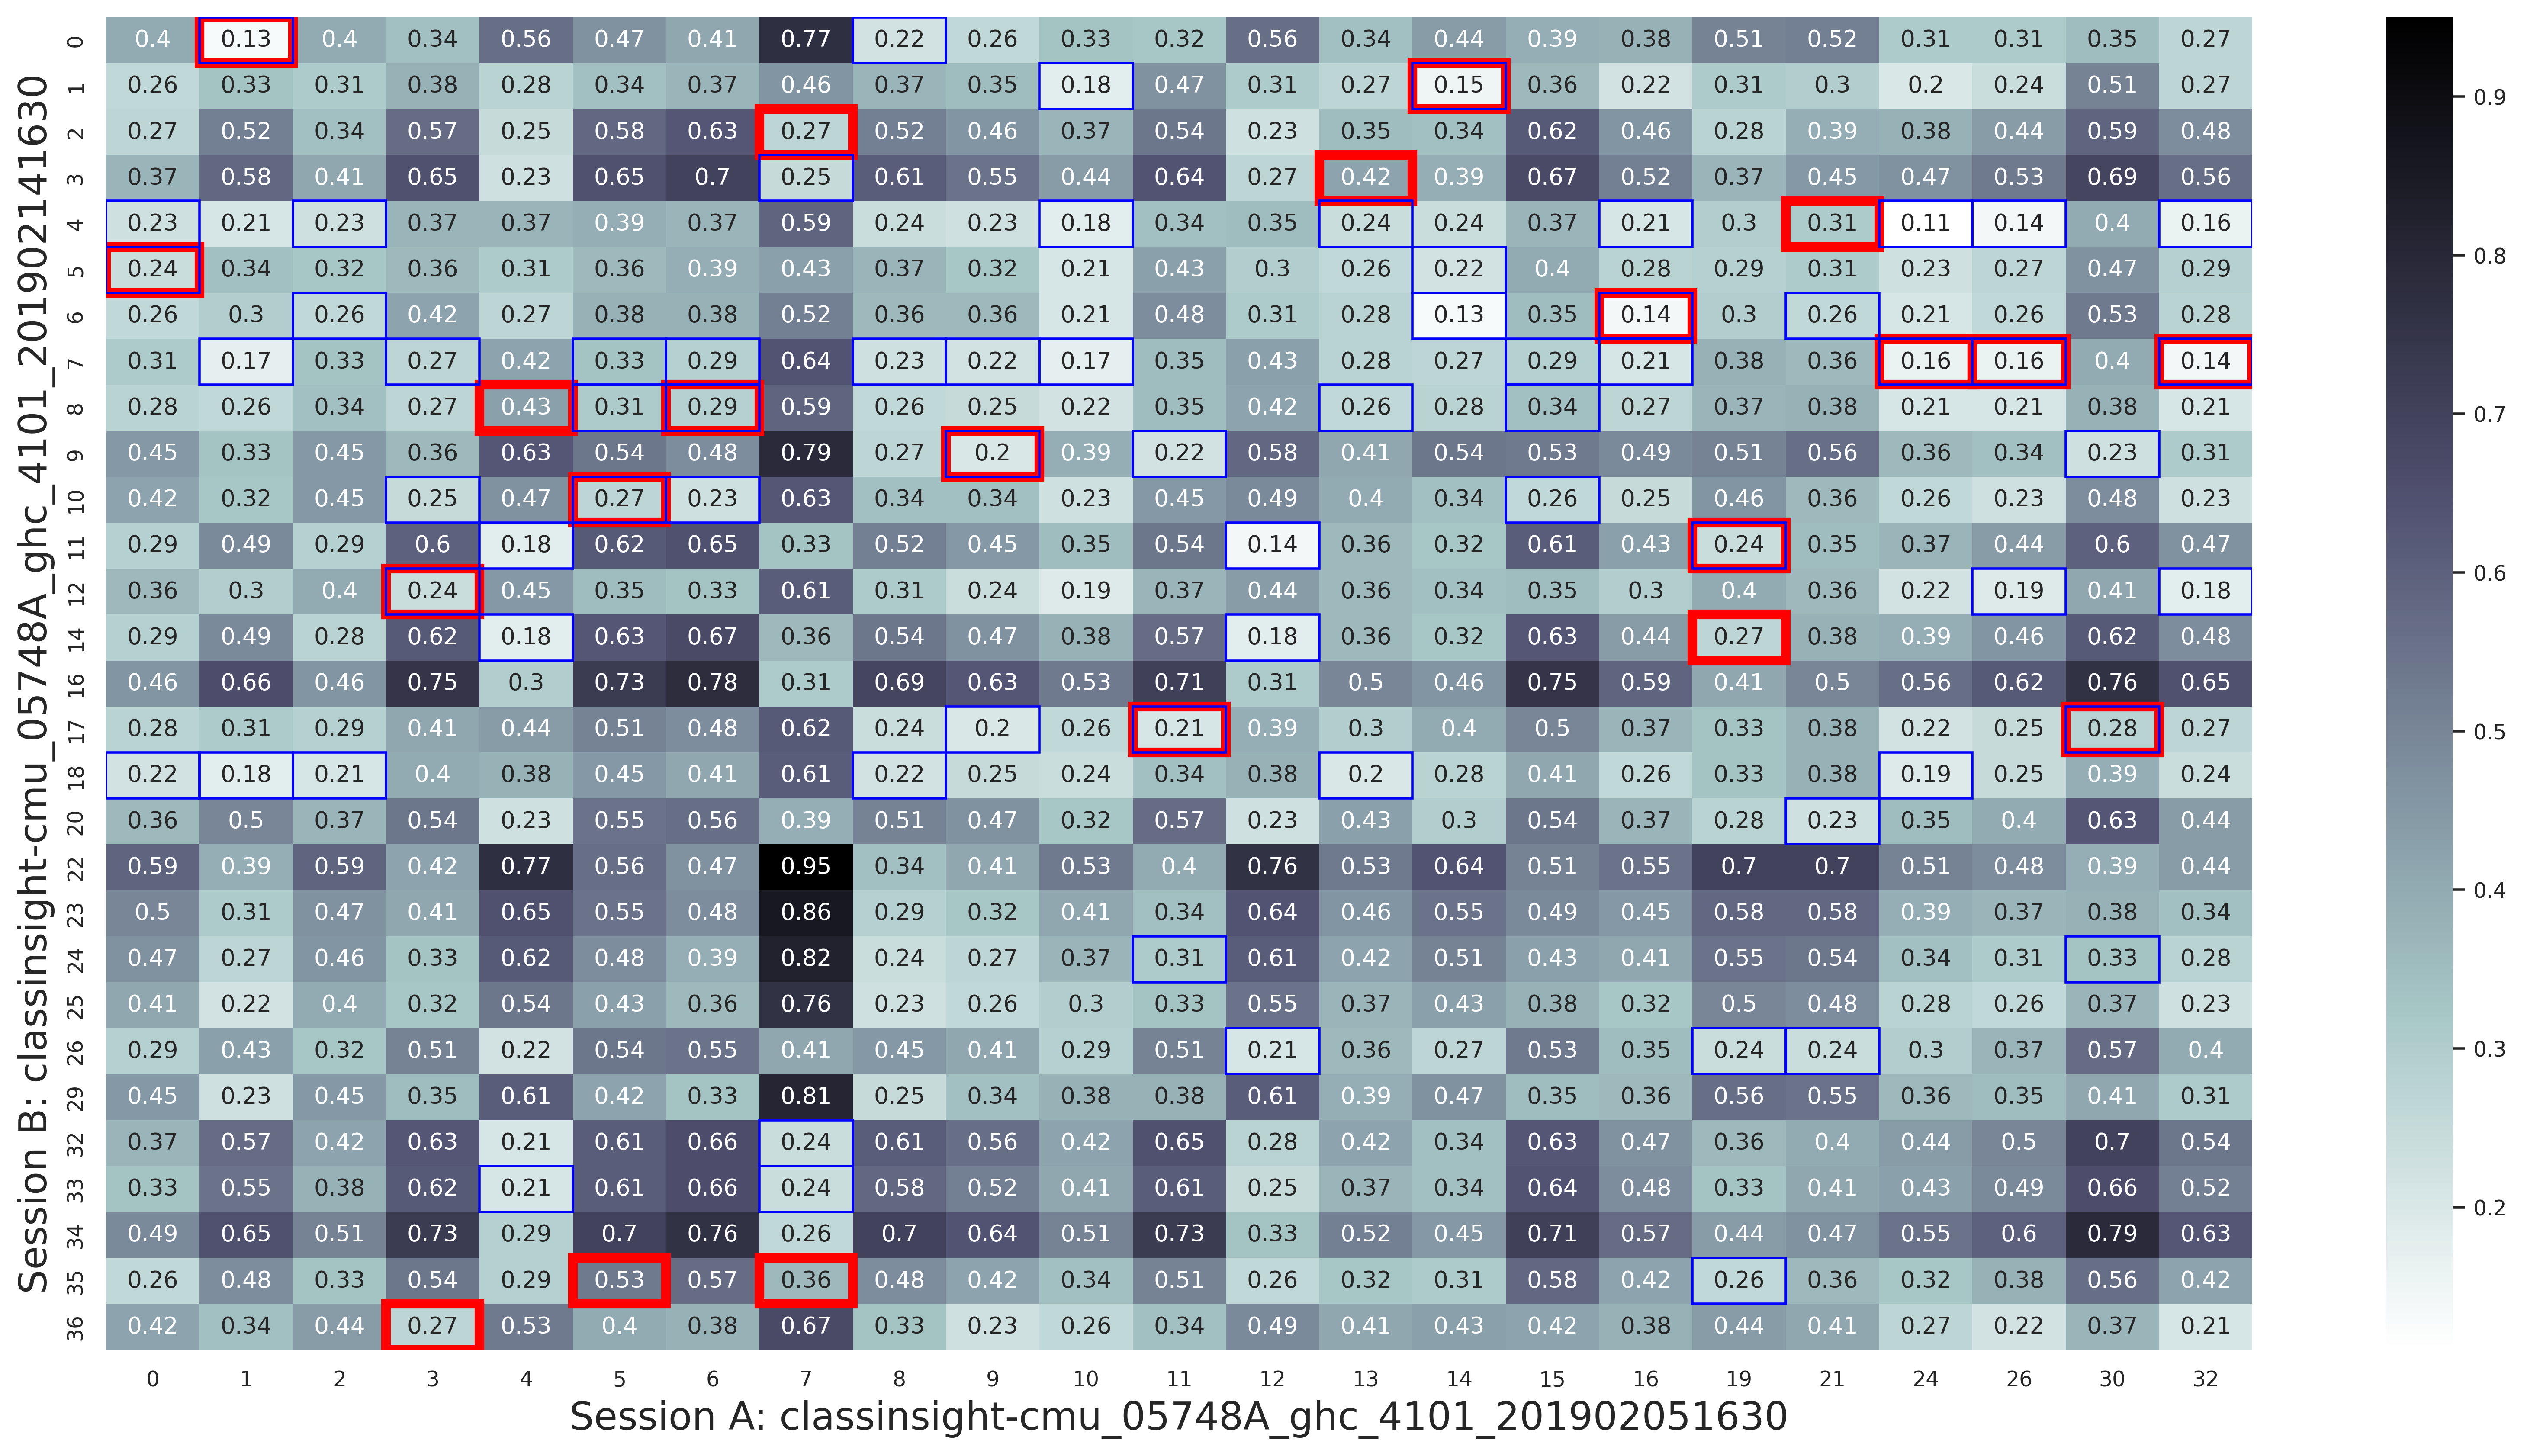 Session B: classinsight-cmu_05748A_ghc_4101_201902141630
0 0.4 0.13 0.4 0.34 0.56 0.47 0.41 0.77 0.22 0.26 0.33 0.32 0.56 0.34 0.44 0.39 0.38 0.51 0.52 0.31 0.31 0.35 0.27
1 0.26 0.33 0.31 0.38 0.28 0.34 0.37 0.46 0.37 0.35 0.18 0.47 0.31 0.27 0.15 0.36 0.22 0.31 0.3 0.2 0.24 0.51 0.27
2 0.27 0.52 0.34 0.57 0.25 0.58 0.63 0.27 0.52 0.46 0.37 0.54 0.23 0.35 0.34 0.62 0.46 0.28 0.39 0.38 0.44 0.59 0.48
3 0.37 0.58 0.41 0.65 0.23 0.65 0.7 0.25 0.61 0.55 0.44 0.64 0.27 0.42 0.39 0.67 0.52 0.37 0.45 0.47 0.53 0.69 0.56
4 0.23 0.21 0.23 0.37 0.37 0.39 0.37 0.59 0.24 0.23 0.18 0.34 0.35 0.24 0.24 0.37 0.21 0.3 0.31 0.11 0.14 0.4 0.16
5 0.24 0.34 0.32 0.36 0.31 0.36 0.39 0.43 0.37 0.32 0.21 0.43 0.3 0.26 0.22 0.4 0.28 0.29 0.31 0.23 0.27 0.47 0.29
6 0.26 0.3 0.26 0.42 0.27 0.38 0.38 0.52 0.36 0.36 0.21 0.48 0.31 0.28 0.13 0.35 0.14 0.3 0.26 0.21 0.26 0.53 0.28
7 0.31 0.17 0.33 0.27 0.42 0.33 0.29 0.64 0.23 0.22 0.17 0.35 0.43 0.28 0.27 0.29 0.21 0.38 0.36 0.16 0.16 0.4 0.14
8 0.28 0.26 0.34 0.27 0.43 0.31 0.29 0.59 0.26 0.25 0.22 0.35 0.42 0.26 0.28 0.34 0.27 0.37 0.38 0.21 0.21 0.38 0.21
9 0.45 0.33 0.45 0.36 0.63 0.54 0.48 0.79 0.27 0.2 0.39 0.22 0.58 0.41 0.54 0.53 0.49 0.51 0.56 0.36 0.34 0.23 0.31
10 0.42 0.32 0.45 0.25 0.47 0.27 0.23 0.63 0.34 0.34 0.23 0.45 0.49 0.4 0.34 0.26 0.25 0.46 0.36 0.26 0.23 0.48 0.23
11 0.29 0.49 0.29 0.6 0.18 0.62 0.65 0.33 0.52 0.45 0.35 0.54 0.14 0.36 0.32 0.61 0.43 0.24 0.35 0.37 0.44 0.6 0.47
12 0.36 0.3 0.4 0.24 0.45 0.35 0.33 0.61 0.31 0.24 0.19 0.37 0.44 0.36 0.34 0.35 0.3 0.4 0.36 0.22 0.19 0.41 0.18
14 0.29 0.49 0.28 0.62 0.18 0.63 0.67 0.36 0.54 0.47 0.38 0.57 0.18 0.36 0.32 0.63 0.44 0.27 0.38 0.39 0.46 0.62 0.48
16 0.46 0.66 0.46 0.75 0.3 0.73 0.78 0.31 0.69 0.63 0.53 0.71 0.31 0.5 0.46 0.75 0.59 0.41 0.5 0.56 0.62 0.76 0.65
17 0.28 0.31 0.29 0.41 0.44 0.51 0.48 0.62 0.24 0.2 0.26 0.21 0.39 0.3 0.4 0.5 0.37 0.33 0.38 0.22 0.25 0.28 0.27
18 0.22 0.18 0.21 0.4 0.38 0.45 0.41 0.61 0.22 0.25 0.24 0.34 0.38 0.2 0.28 0.41 0.26 0.33 0.38 0.19 0.25 0.39 0.24
20 0.36 0.5 0.37 0.54 0.23 0.55 0.56 0.39 0.51 0.47 0.32 0.57 0.23 0.43 0.3 0.54 0.37 0.28 0.23 0.35 0.4 0.63 0.44
22 0.59 0.39 0.59 0.42 0.77 0.56 0.47 0.95 0.34 0.41 0.53 0.4 0.76 0.53 0.64 0.51 0.55 0.7 0.7 0.51 0.48 0.39 0.44
23 0.5 0.31 0.47 0.41 0.65 0.55 0.48 0.86 0.29 0.32 0.41 0.34 0.64 0.46 0.55 0.49 0.45 0.58 0.58 0.39 0.37 0.38 0.34
24 0.47 0.27 0.46 0.33 0.62 0.48 0.39 0.82 0.24 0.27 0.37 0.31 0.61 0.42 0.51 0.43 0.41 0.55 0.54 0.34 0.31 0.33 0.28
25 0.41 0.22 0.4 0.32 0.54 0.43 0.36 0.76 0.23 0.26 0.3 0.33 0.55 0.37 0.43 0.38 0.32 0.5 0.48 0.28 0.26 0.37 0.23
26 0.29 0.43 0.32 0.51 0.22 0.54 0.55 0.41 0.45 0.41 0.29 0.51 0.21 0.36 0.27 0.53 0.35 0.24 0.24 0.3 0.37 0.57 0.4
29 0.45 0.23 0.45 0.35 0.61 0.42 0.33 0.81 0.25 0.34 0.38 0.38 0.61 0.39 0.47 0.35 0.36 0.56 0.55 0.36 0.35 0.41 0.31
32 0.37 0.57 0.42 0.63 0.21 0.61 0.66 0.24 0.61 0.56 0.42 0.65 0.28 0.42 0.34 0.63 0.47 0.36 0.4 0.44 0.5 0.7 0.54
33 0.33 0.55 0.38 0.62 0.21 0.61 0.66 0.24 0.58 0.52 0.41 0.61 0.25 0.37 0.34 0.64 0.48 0.33 0.41 0.43 0.49 0.66 0.52
34 0.49 0.65 0.51 0.73 0.29 0.7 0.76 0.26 0.7 0.64 0.51 0.73 0.33 0.52 0.45 0.71 0.57 0.44 0.47 0.55 0.6 0.79 0.63
35 0.26 0.48 0.33 0.54 0.29 0.53 0.57 0.36 0.48 0.42 0.34 0.51 0.26 0.32 0.31 0.58 0.42 0.26 0.36 0.32 0.38 0.56 0.42
36 0.42 0.34 0.44 0.27 0.53 0.4 0.38 0.67 0.33 0.23 0.26 0.34 0.49 0.41 0.43 0.42 0.38 0.44 0.41 0.27 0.22 0.37 0.21
0 1 2 3 4 5 6 7 8 9 10 11 12 13 14 15 16 19 21 24 26 30 32
Session A: classinsight-cmu_05748A_ghc_4101_201902051630
0.9
0.8
0.7
0.6
0.5
0.4
0.3
0.2